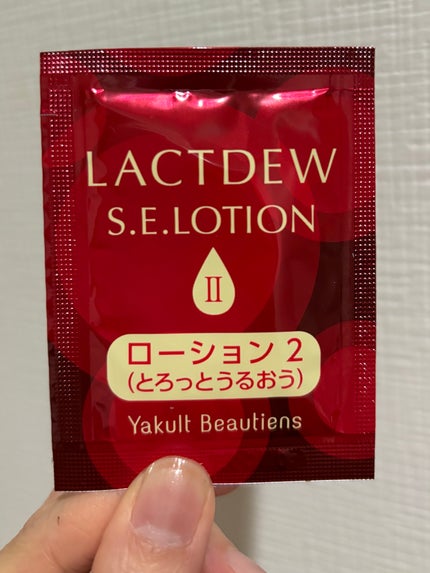 LACTDEW
S.E.LOTION
II
ローション 2
(とろっとうるおう)
Yakult Beautiens